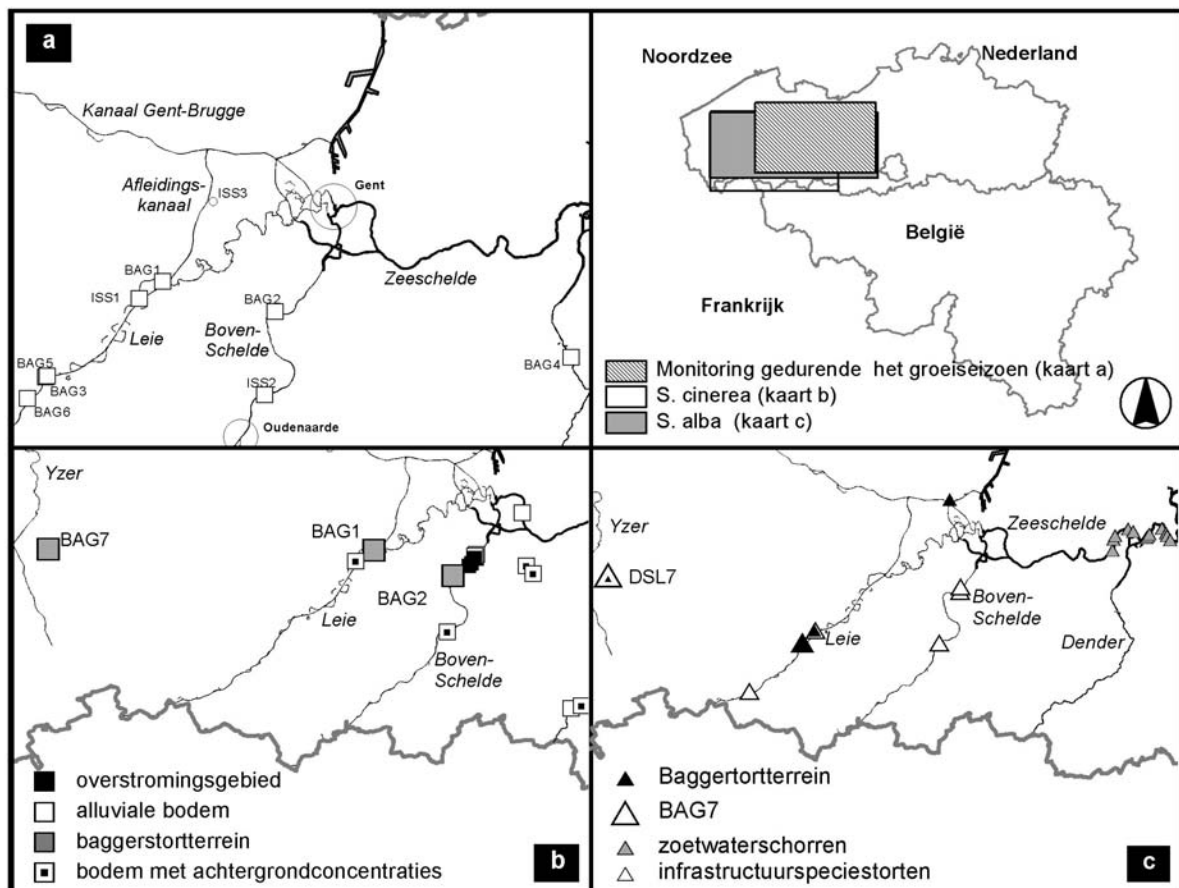 a
Kanaal Gent-Brugge
Afleidings-
kanaal
ISS3
Gent
BAG1
ISS1
Zeeschelde
BAG2
Leie
Boven-
Schelde
BAG5
BAG3
BAG6
ISS2
BAG4
Oudenaarde
Noordzee
Nederland
België
Frankrijk
Monitoring gedurende het groeiseizoen (kaart a)
S. cinerea (kaart b)
S. alba (kaart c)
Yzer
BAG7
BAG1
BAG2
Leie
Boven-
Schelde
overstromingsgebied
alluviale bodem
baggerstortterrein
bodem met achtergrondconcentraties
b
Yzer
Zeeschelde
DSL7
Boven-
Schelde
Leie
Dender
Baggertortterrein
BAG7
zoetwaterschorren
infrastructuurspeciestorten
c